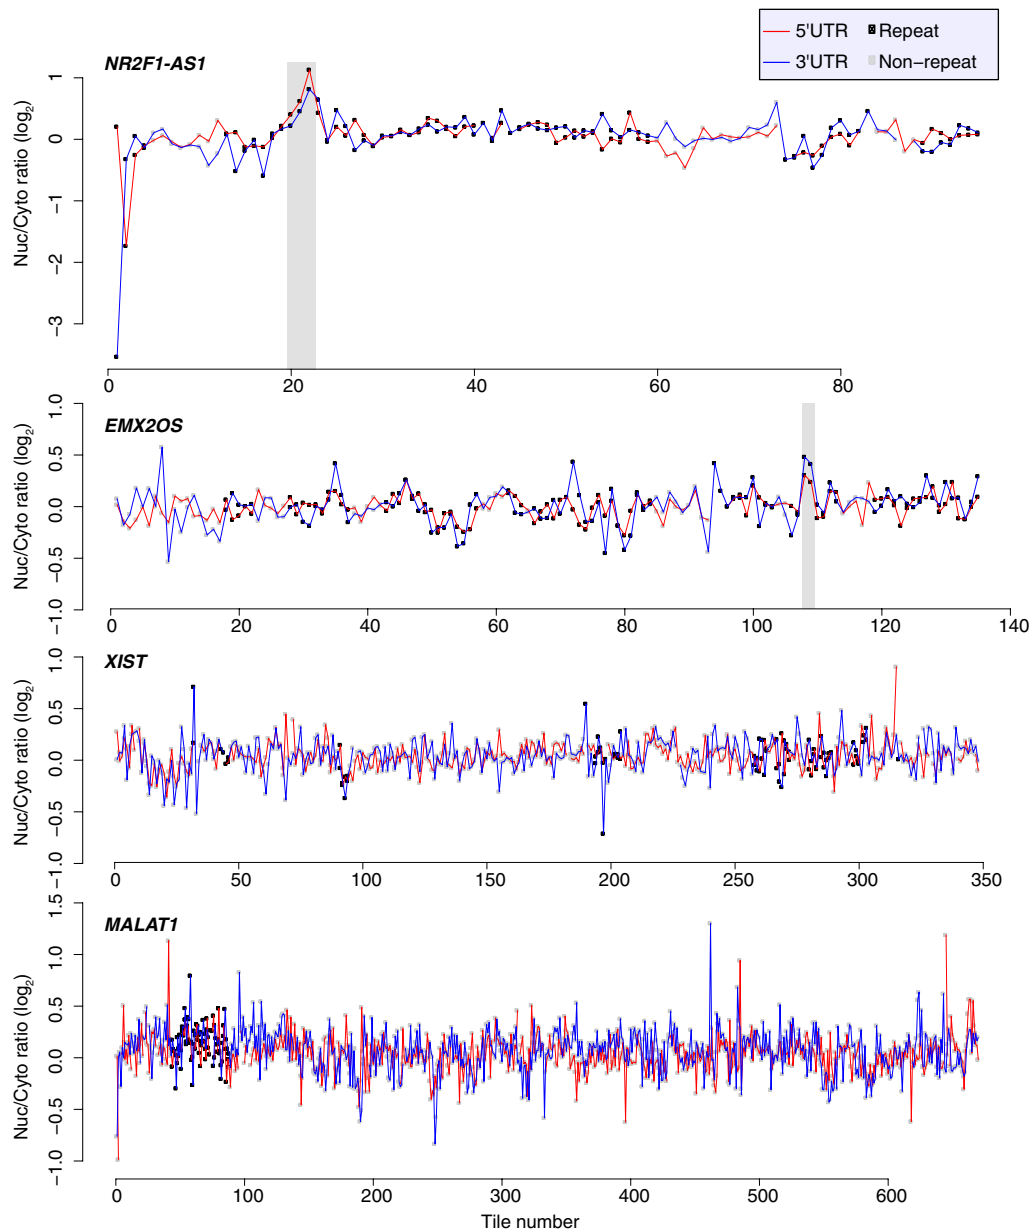 5'UTR Repeat
3'UTR Non−repeat
NR2F1-AS1
Nuc/Cyto ratio (log2)
1
0
−1
−2
−3
0 20 40 60 80
EMX2OS
Nuc/Cyto ratio (log2)
1.0
0.5
0.0
−0.5
−1.0
0 20 40 60 80 100 120 140
XIST
Nuc/Cyto ratio (log2)
1.0
0.5
0.0
−0.5
−1.0
0 50 100 150 200 250 300 350
MALAT1
Nuc/Cyto ratio (log2)
1.5
1.0
0.5
0.0
−0.5
−1.0
0 100 200 300 400 500 600
Tile number